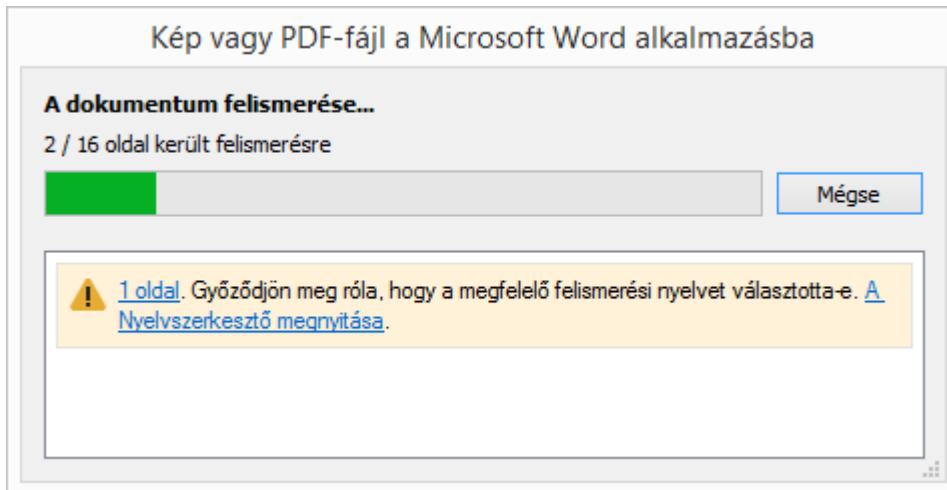 Kép vagy PDF-fájl a Microsoft Word alkalmazásba
A dokumentum felismerése...
2 / 16 oldal került felismerésre
Mégse
1 oldal. Győződjön meg róla, hogy a megfelelő felismerési nyelvet választotta-e. A
Nyelvszerkesztő megnyitása.